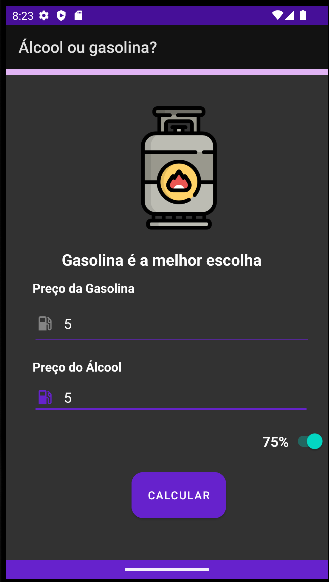 8:23
Álcool ou gasolina?
Gasolina é a melhor escolha
Preço da Gasolina
5
Preço do Álcool
5
75%
CALCULAR